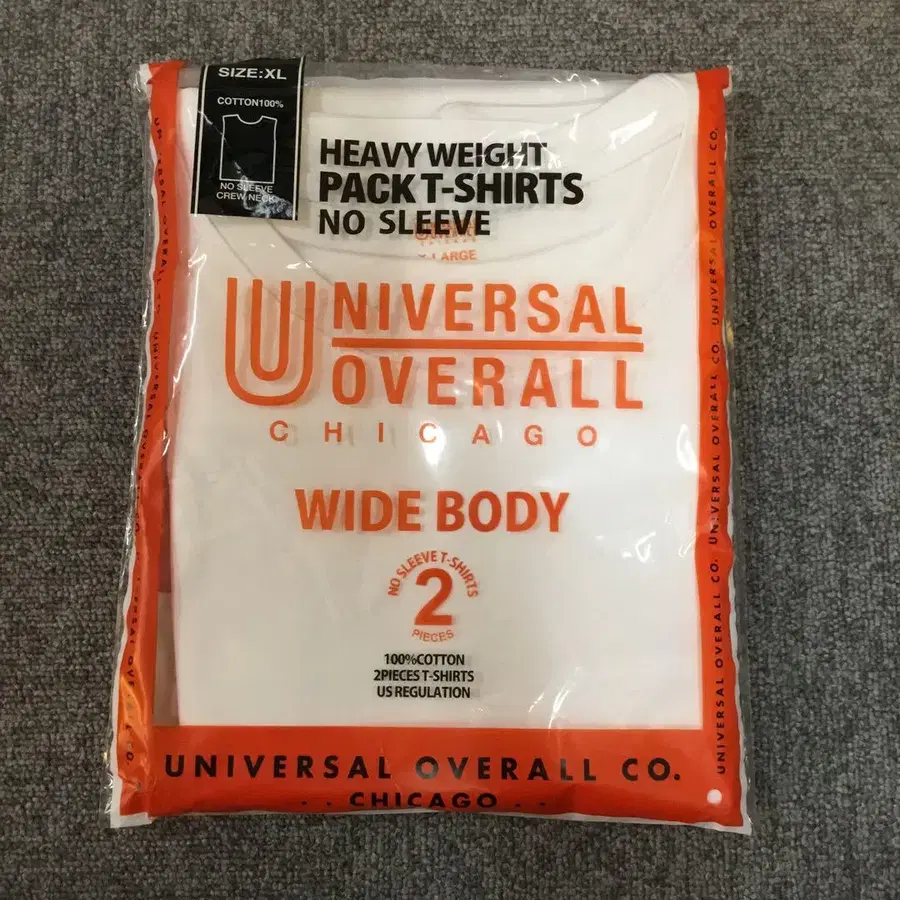 SIZE:XL
COTTON100%
NO SLEEVE
CREW NECK
HEAVY WEIGHT
PACK T-SHIRTS
NO SLEEVE
X-LARGE
UNIVERSAL
OVERALL
CHICAGO
WIDE BODY
NO SLEEVE T-SHIRTS
2
PIECES
100%COTTON
2PIECES T-SHIRTS
US REGULATION
UNIVERSAL OVERALL CO.
CHICAGO
UNIVERSAL OVERALL CO. UNIVERSAL OVERALL CO. UNIVERSAL OVERALL CO.